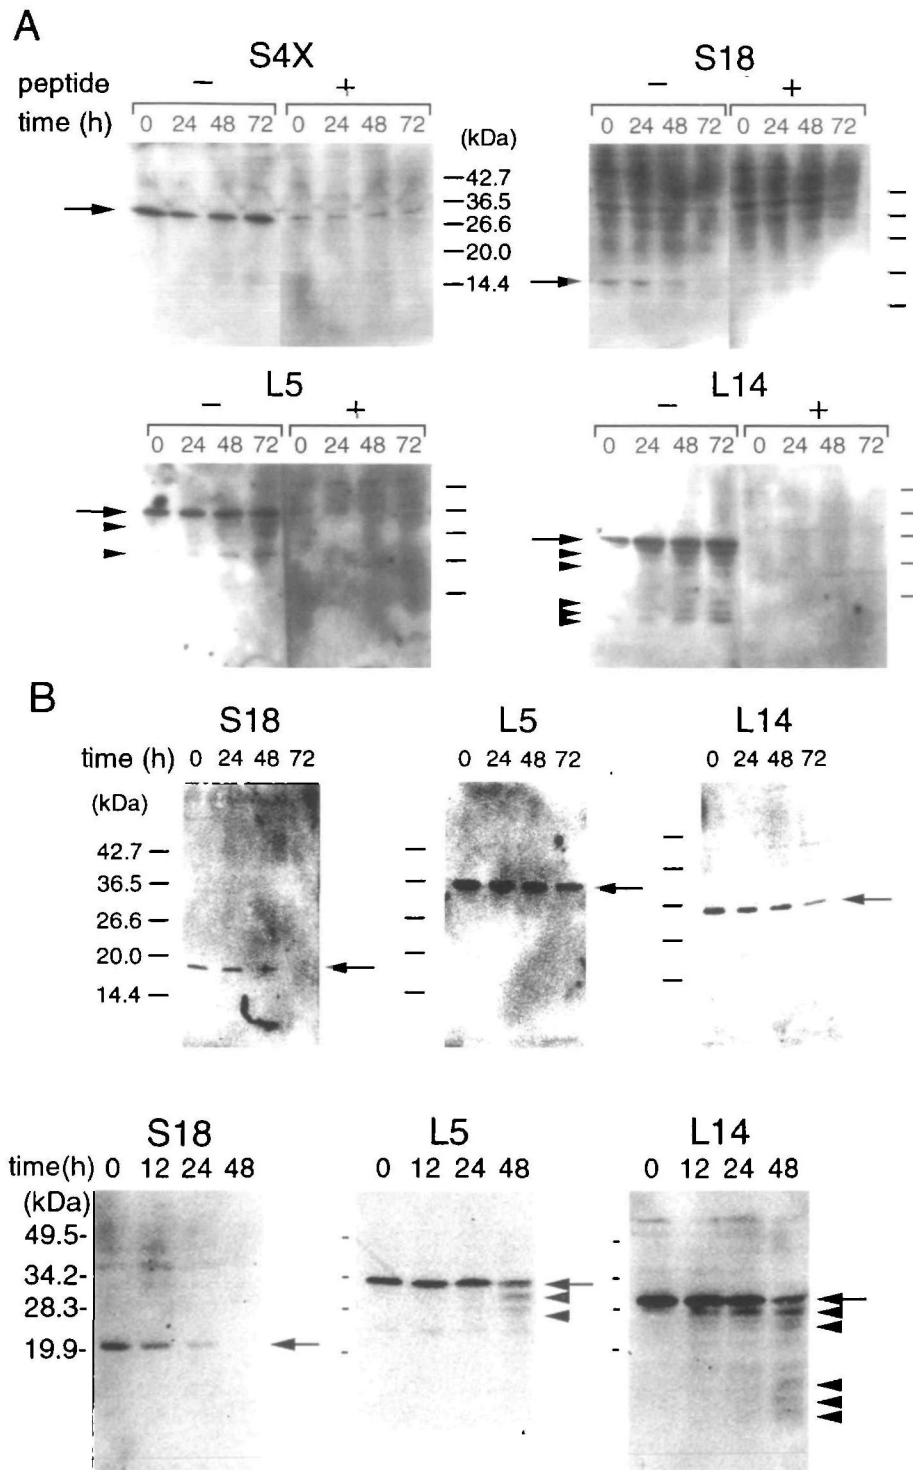 A
S4X
S18
peptide − + − +
time (h) 0 24 48 72 0 24 48 72 0 24 48 72 0 24 48 72
(kDa)
42.7
36.5
26.6
20.0
14.4
L5
L14
− + − +
0 24 48 72 0 24 48 72 0 24 48 72 0 24 48 72
B
S18 L5 L14
time (h) 0 24 48 72 0 24 48 72 0 24 48 72
(kDa)
42.7
36.5
26.6
20.0
14.4
S18 L5 L14
time(h) 0 12 24 48 0 12 24 48 0 12 24 48
(kDa)
49.5-
34.2-
28.3-
19.9-